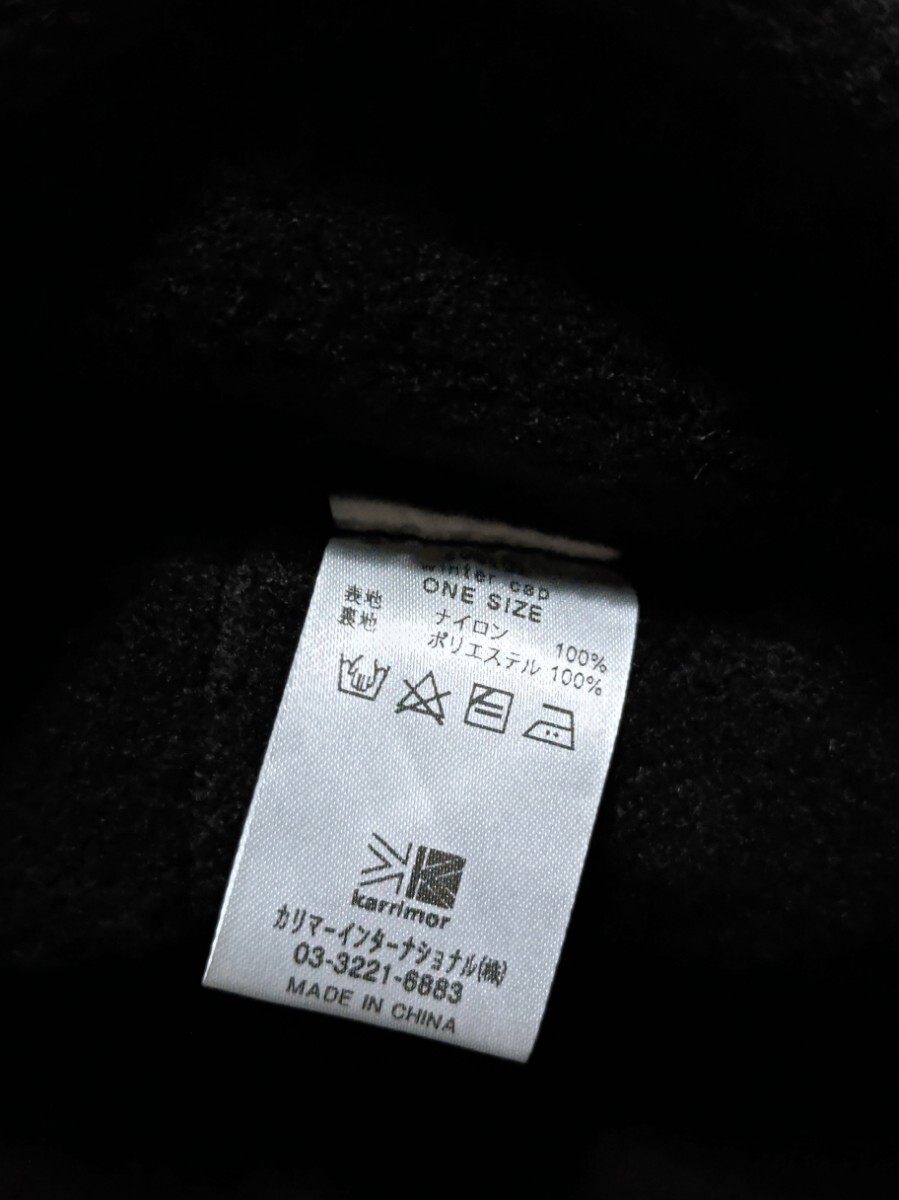 winter cap
ONE SIZE
表地 ナイロン 100%
裏地 ポリエステル 100%
karrimor
カリマーインターナショナル(株)
03-3221-6883
MADE IN CHINA